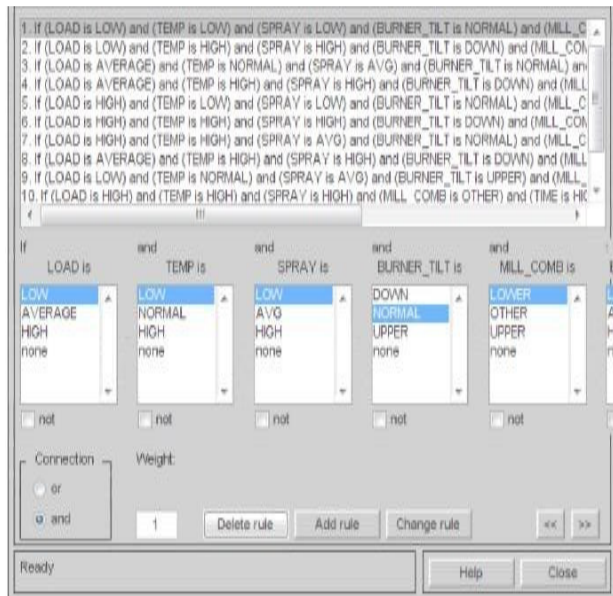 1. If (LOAD is LOW) and (TEMP is LOW) and (SPRAY is LOW) and (BURNER_TILT is NORMAL) and (MILL_C
2. If (LOAD is LOW) and (TEMP is HIGH) and (SPRAY is HIGH) and (BURNER_TILT is DOWN) and (MILL_COM
3. If (LOAD is AVERAGE) and (TEMP is NORMAL) and (SPRAY is AVG) and (BURNER_TILT is NORMAL) and
4. If (LOAD is AVERAGE) and (TEMP is HIGH) and (SPRAY is HIGH) and (BURNER_TILT is DOWN) and (MILL
5. If (LOAD is HIGH) and (TEMP is LOW) and (SPRAY is LOW) and (BURNER_TILT is NORMAL) and (MILL_C
6. If (LOAD is HIGH) and (TEMP is HIGH) and (SPRAY is HIGH) and (BURNER_TILT is DOWN) and (MILL_COM
7. If (LOAD is HIGH) and (TEMP is HIGH) and (SPRAY is AVG) and (BURNER_TILT is NORMAL) and (MILL_C
8. If (LOAD is AVERAGE) and (TEMP is HIGH) and (SPRAY is HIGH) and (BURNER_TILT is DOWN) and (MILL
9. If (LOAD is LOW) and (TEMP is NORMAL) and (SPRAY is AVG) and (BURNER_TILT is UPPER) and (MILL_
10. If (LOAD is HIGH) and (TEMP is HIGH) and (SPRAY is HIGH) and (MILL_COMB is OTHER) and (TIME is HIG
If and and and and
LOAD is TEMP is SPRAY is BURNER_TILT is MILL_COMB is
LOW LOW LOW DOWN LOWER
AVERAGE NORMAL AVG NORMAL OTHER
HIGH HIGH HIGH UPPER UPPER
none none none none none
not not not not not
Connection Weight:
or
and 1 Delete rule Add rule Change rule << >>
Ready Help Close